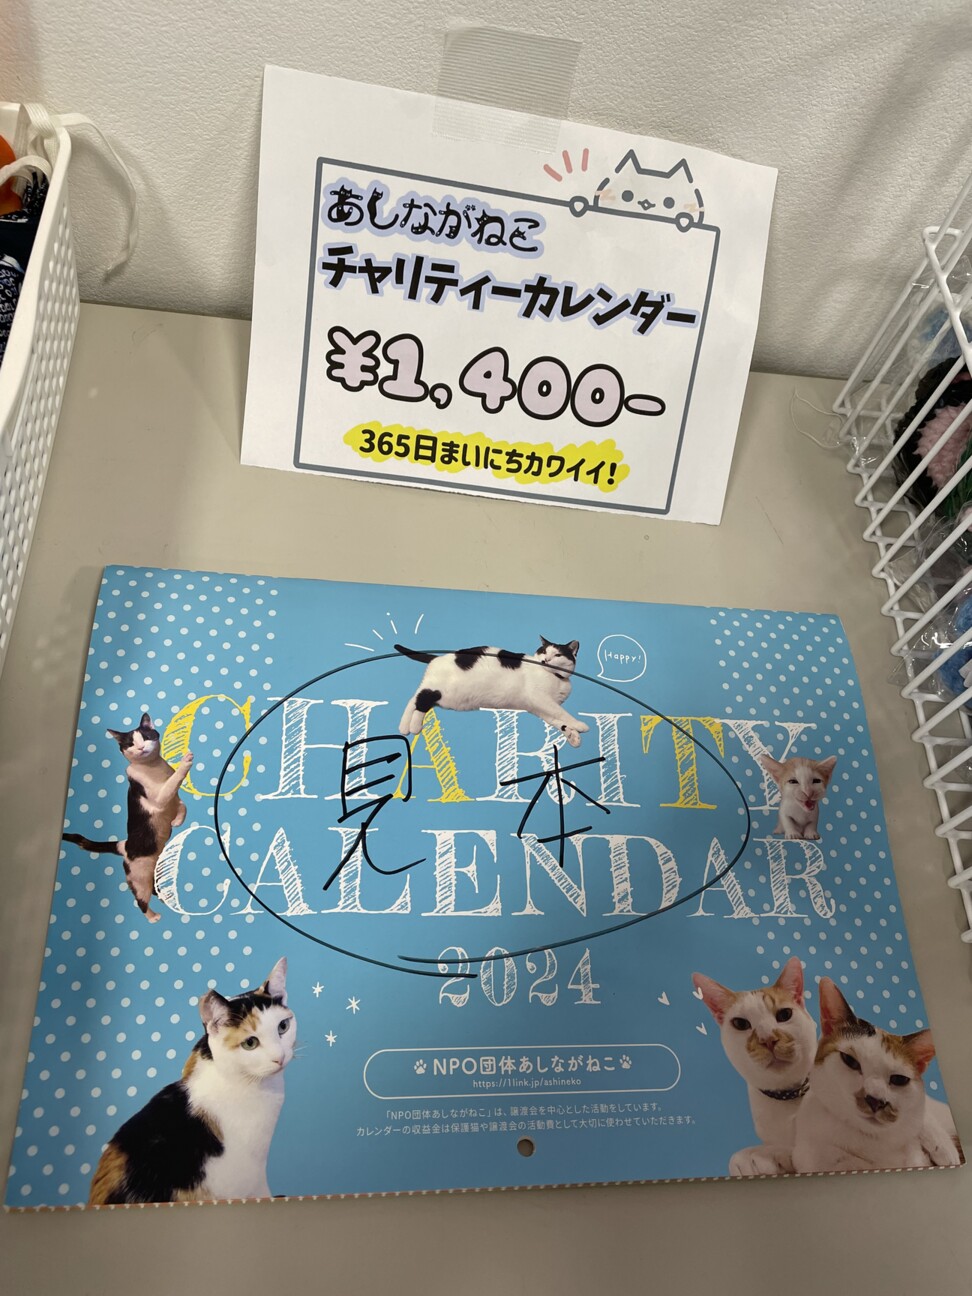 あしながねこ
チャリティーカレンダー
¥1,400-
365日まいにちカワイイ!
Happy!
CHARITY
見本
CALENDAR
2024
NPO団体あしながねこ
https://1link.jp/ashineko
「NPO団体あしながねこ」は、譲渡会を中心とした活動をしています。
カレンダーの収益金は保護猫や譲渡会の活動費として大切に使わせていただきます。